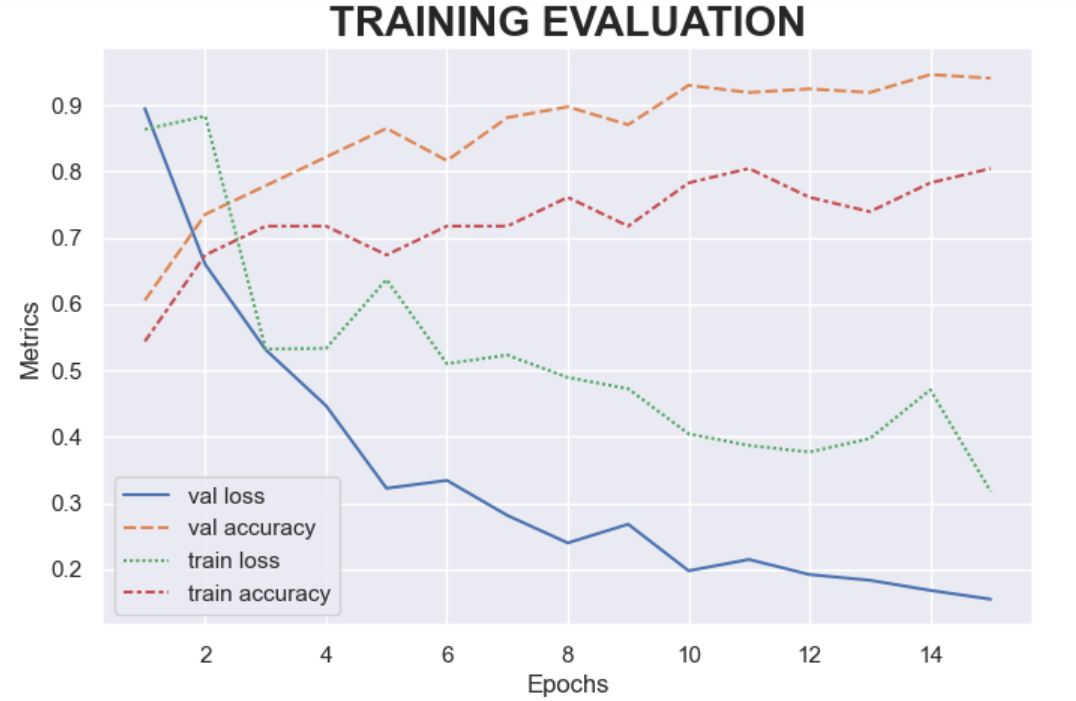 TRAINING EVALUATION
0.9
0.8
0.7
0.6
0.5
0.4
0.3
0.2
Metrics
val loss
val accuracy
train loss
train accuracy
2 4 6 8 10 12 14
Epochs